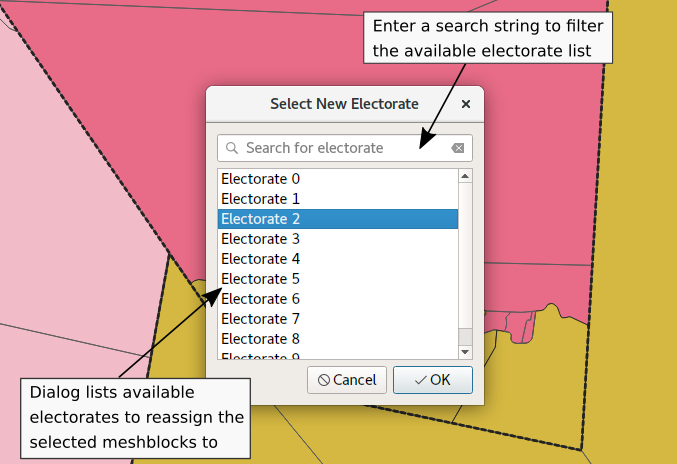 Enter a search string to filter
the available electorate list
Select New Electorate
Search for electorate
Electorate 0
Electorate 1
Electorate 2
Electorate 3
Electorate 4
Electorate 5
Electorate 6
Electorate 7
Electorate 8
Electorate 9
Cancel
OK
Dialog lists available
electorates to reassign the
selected meshblocks to